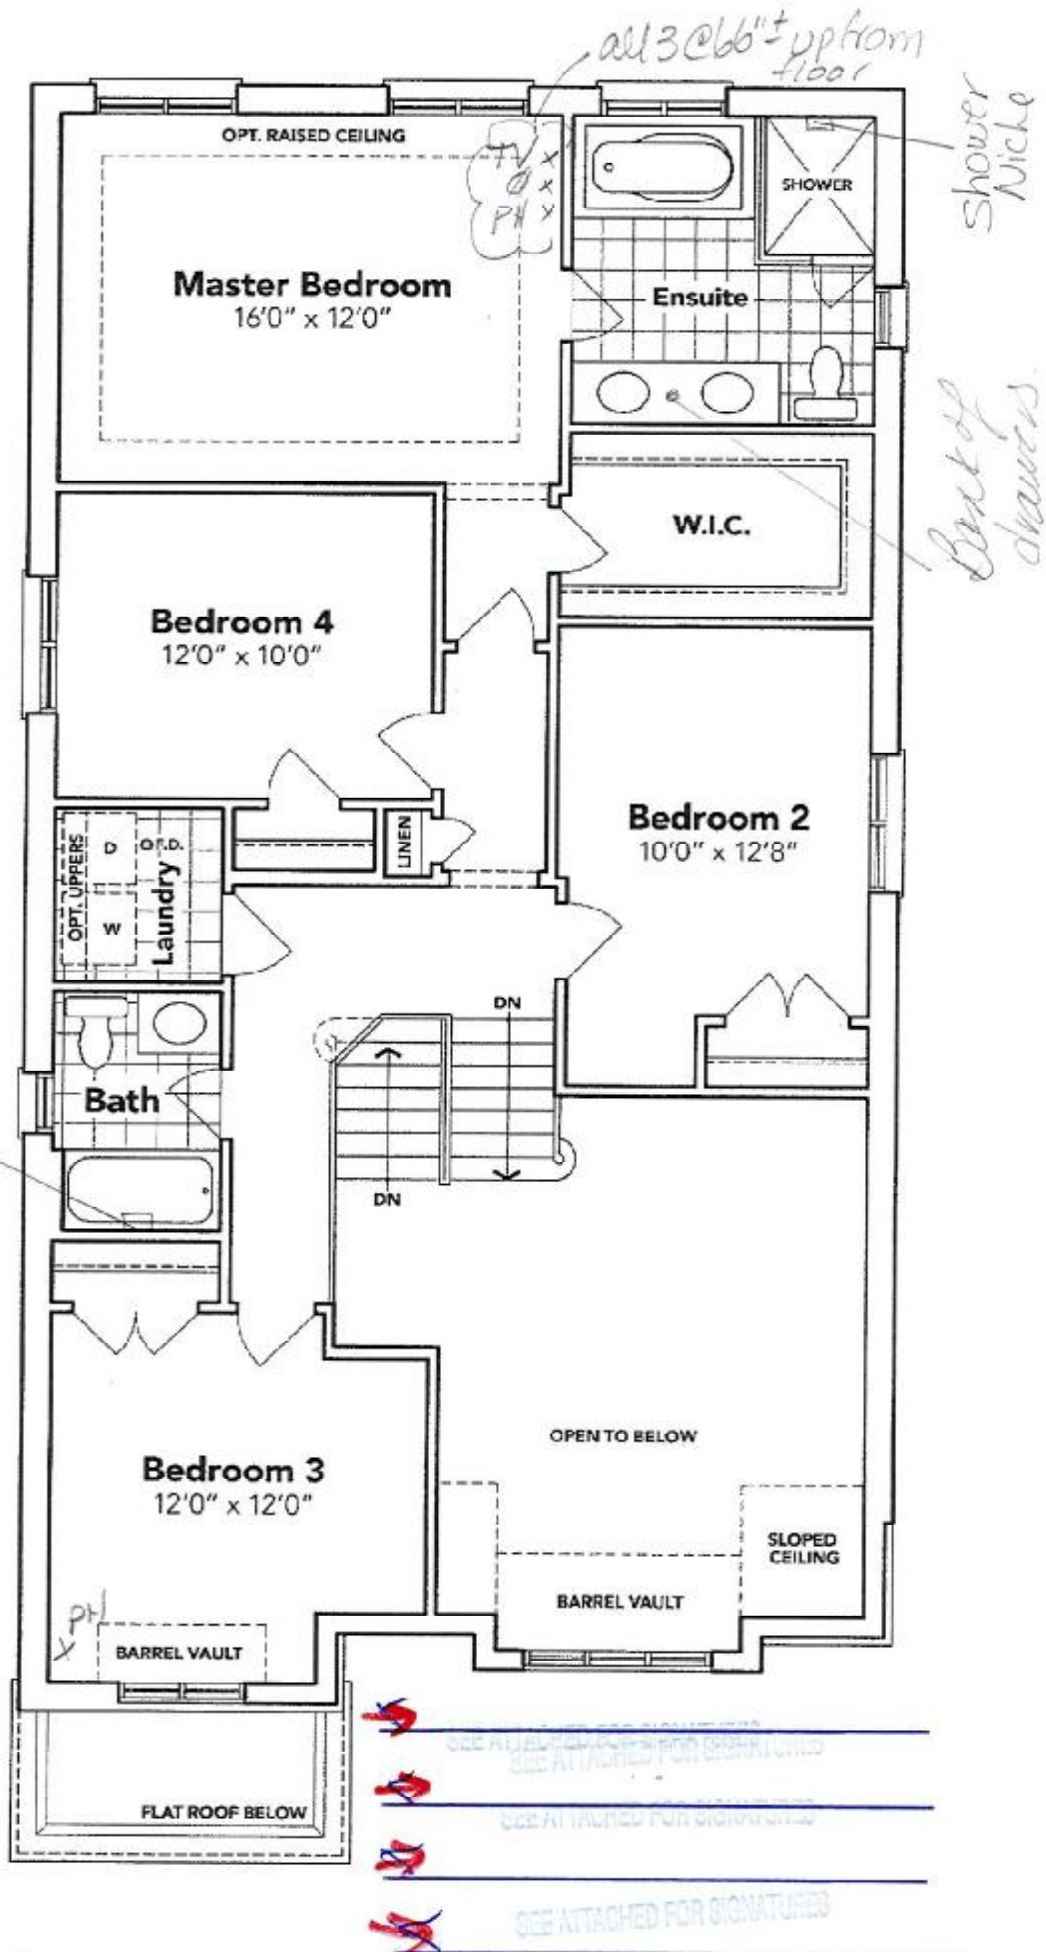 all 3 @ 66"± up from
floor
Shower
Niche
OPT. RAISED CEILING
TV X
X
PH X
SHOWER
Master Bedroom
16'0" x 12'0"
Ensuite
Bank of
drawers.
W.I.C.
Bedroom 4
12'0" x 10'0"
Bedroom 2
10'0" x 12'8"
OPT. UPPERS
D
W
Laundry
LINEN
DN
Bath
DN
OPEN TO BELOW
Bedroom 3
12'0" x 12'0"
SLOPED
CEILING
BARREL VAULT
PH
X
BARREL VAULT
FLAT ROOF BELOW
SEE ATTACHED FOR SIGNATURES
SEE ATTACHED FOR SIGNATURES
SEE ATTACHED FOR SIGNATURES
SEE ATTACHED FOR SIGNATURES